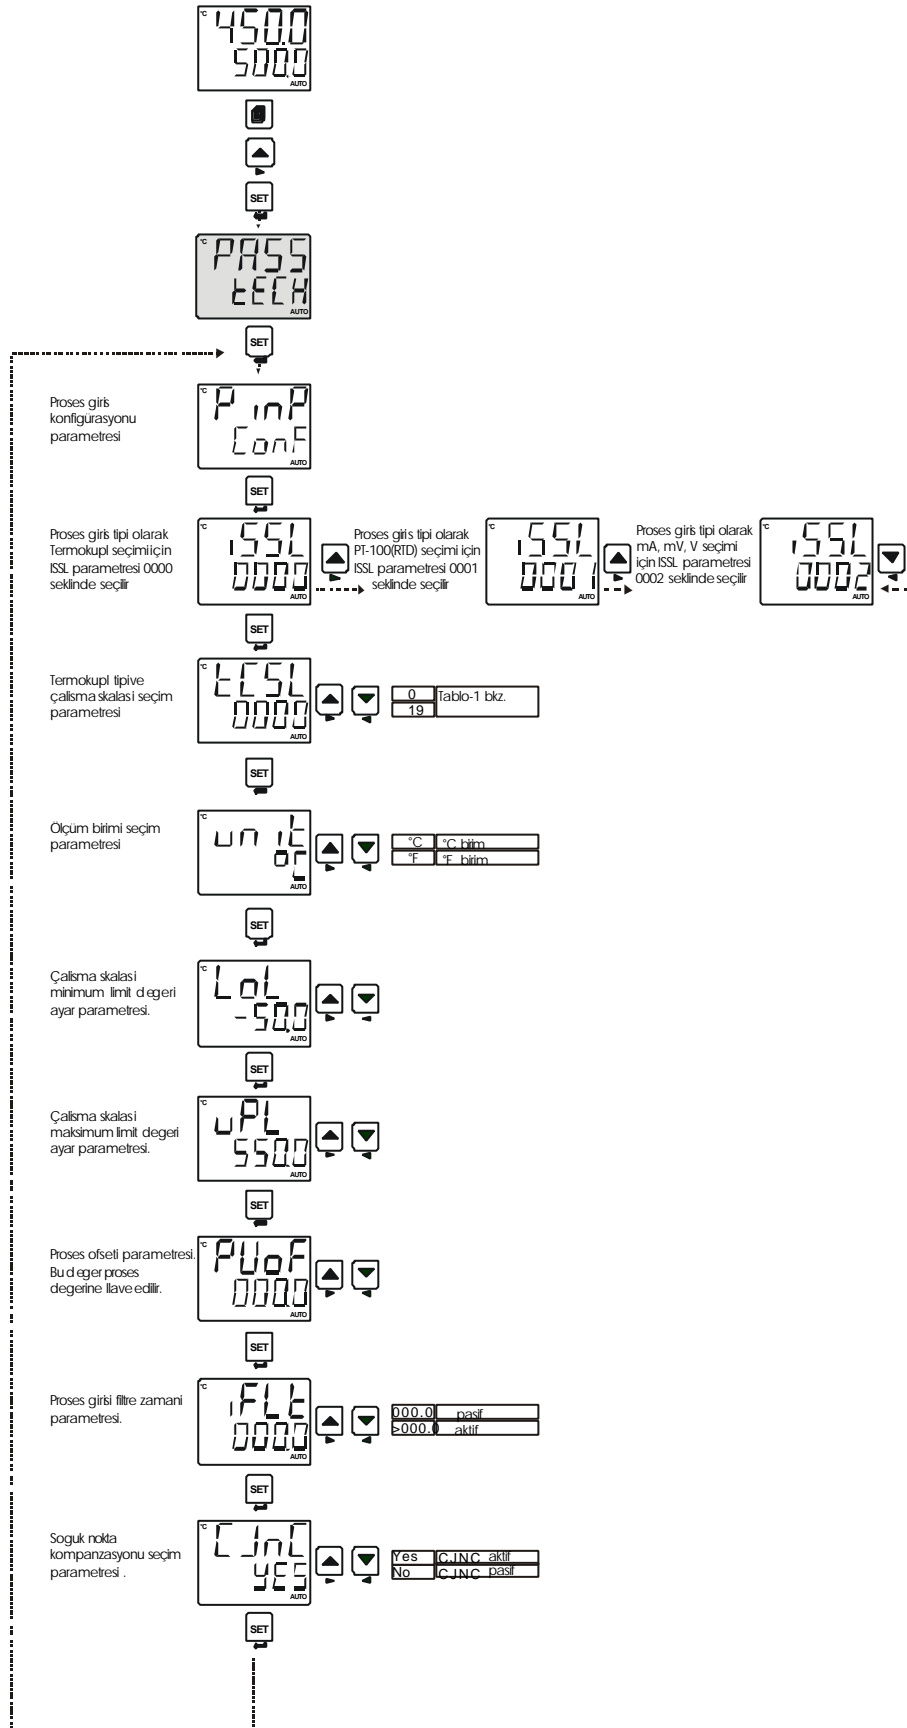 °C
450.0
500.0
AUTO
SET
°C
PASS
tECH
AUTO
SET
Proses giris
konfigürasyonu
parametresi
°C
P inP
ConF
AUTO
SET
Proses giris tipi olarak
Termokupl seçimi için
ISSL parametresi 0000
seklinde seçilir
°C
iSSL
0000
AUTO
Proses giris tipi olarak
PT-100(RTD) seçimi için
ISSL parametresi 0001
seklinde seçilir
°C
iSSL
0001
AUTO
Proses giris tipi olarak
mA, mV, V seçimi
için ISSL parametresi
0002 seklinde seçilir
°C
iSSL
0002
AUTO
SET
Termokupl tipi ve
çalisma skalasi seçim
parametresi
°C
tCSL
0000
AUTO
0 Tablo-1 bkz.
19
SET
Ölçüm birimi seçim
parametresi
°C
unit
°C
AUTO
°C °C birim
°F °F birim
SET
Çalisma skalasi
minimum limit degeri
ayar parametresi.
°C
LoL
-50.0
AUTO
SET
Çalisma skalasi
maksimum limit degeri
ayar parametresi.
°C
uPL
550.0
AUTO
SET
Proses ofseti parametresi.
Bu deger proses
degerine Ilave edilir.
°C
PUoF
000.0
AUTO
SET
Proses girisi filtre zamani
parametresi.
°C
iFLt
000.0
AUTO
000.0 pasif
>000.0 aktif
SET
Soguk nokta
kompanzasyonu seçim
parametresi .
°C
CJnC
YES
AUTO
Yes CJNC aktif
No CJNC pasif
SET